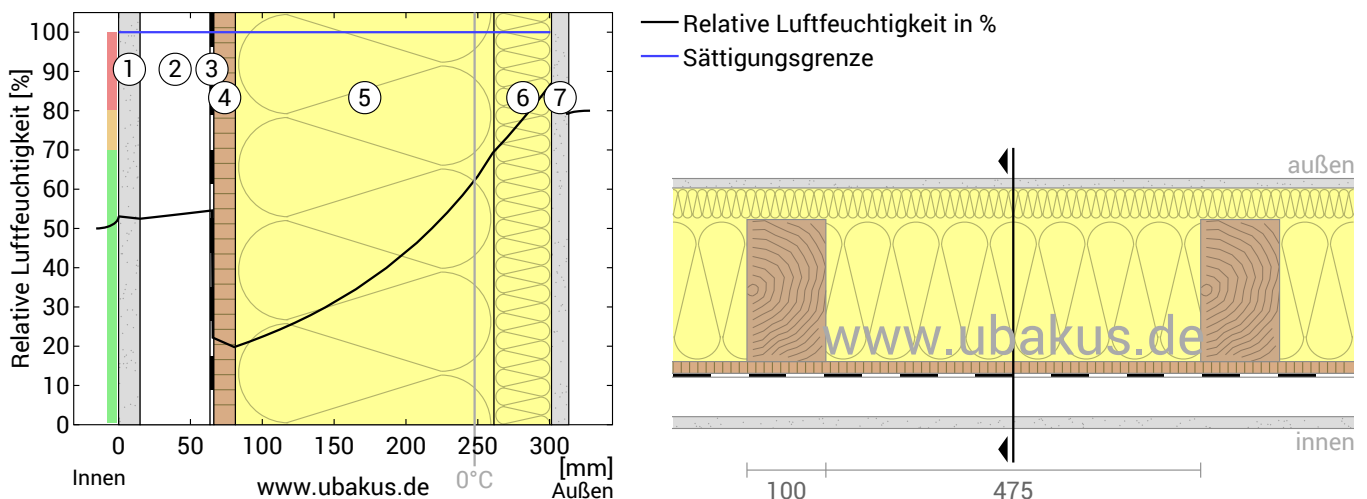 Relative Luftfeuchtigkeit [%]
100
90
80
70
60
50
40
30
20
10
0
1
2
3
4
5
6
7
0
50
100
150
200
250
300
[mm]
Innen
www.ubakus.de
0°C
Außen
Relative Luftfeuchtigkeit in %
Sättigungsgrenze
außen
www.ubakus.de
innen
100
475